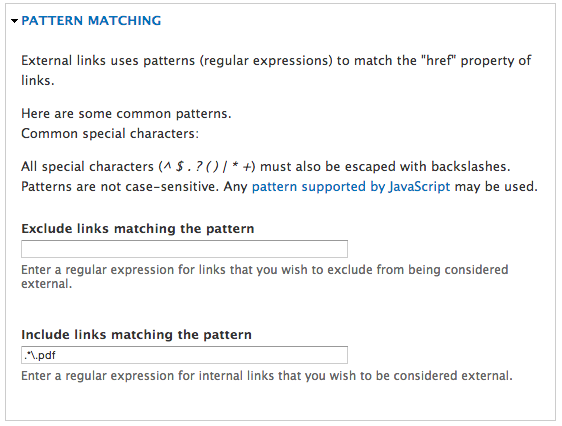 PATTERN MATCHING
External links uses patterns (regular expressions) to match the "href" property of
links.
Here are some common patterns.
Common special characters:
All special characters (^ $ . ? ( ) | * +) must also be escaped with backslashes.
Patterns are not case-sensitive. Any pattern supported by JavaScript may be used.
Exclude links matching the pattern
Enter a regular expression for links that you wish to exclude from being considered
external.
Include links matching the pattern
.*\.pdf
Enter a regular expression for internal links that you wish to be considered external.